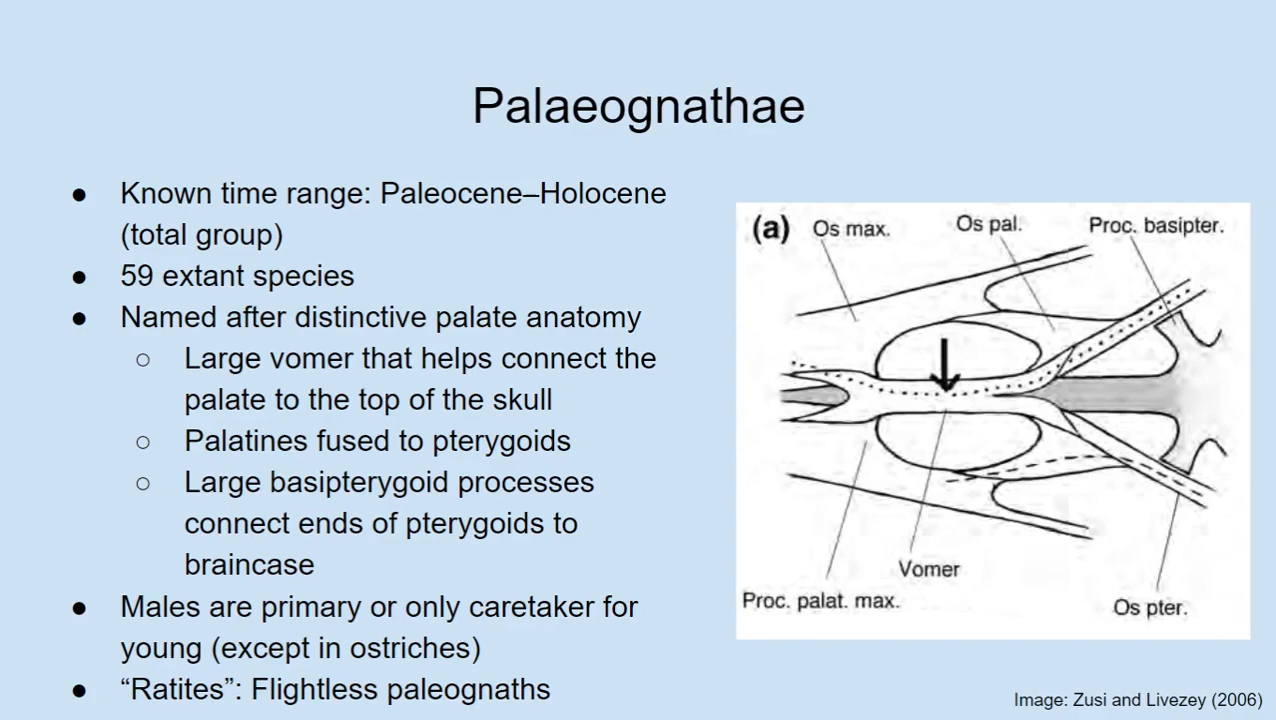 Palaeognathae
● Known time range: Paleocene–Holocene
(total group)
● 59 extant species
● Named after distinctive palate anatomy
○ Large vomer that helps connect the
palate to the top of the skull
○ Palatines fused to pterygoids
○ Large basipterygoid processes
connect ends of pterygoids to
braincase
● Males are primary or only caretaker for
young (except in ostriches)
● “Ratites”: Flightless paleognaths
(a) Os max. Os pal. Proc. basipter.
Vomer
Proc. palat. max. Os pter.
Image: Zusi and Livezey (2006)